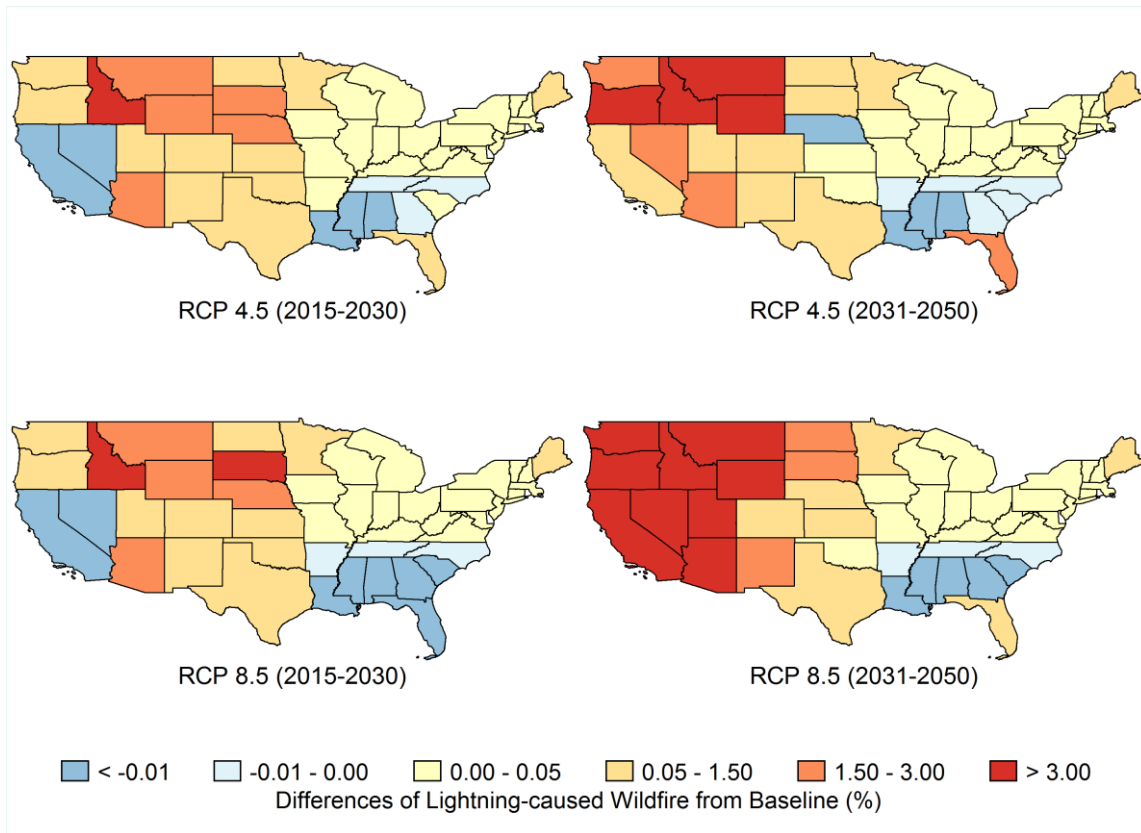 RCP 4.5 (2015-2030)
RCP 4.5 (2031-2050)
RCP 8.5 (2015-2030)
RCP 8.5 (2031-2050)
< -0.01 -0.01 - 0.00 0.00 - 0.05 0.05 - 1.50 1.50 - 3.00 > 3.00
Differences of Lightning-caused Wildfire from Baseline (%)